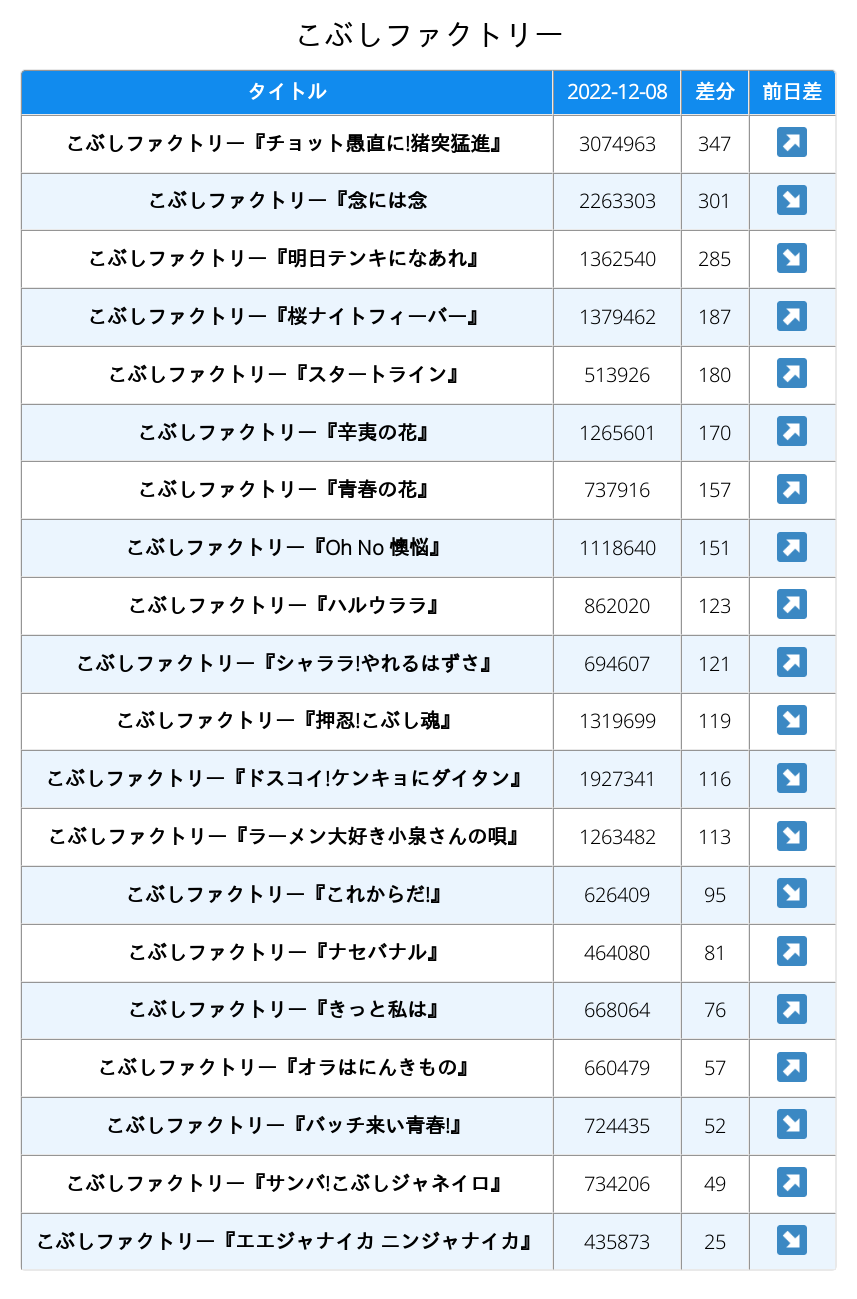 こぶしファクトリー
タイトル 2022-12-08 差分 前日差
こぶしファクトリー『チョット愚直に!猪突猛進』 3074963 347
こぶしファクトリー『念には念 2263303 301
こぶしファクトリー『明日テンキになあれ』 1362540 285
こぶしファクトリー『桜ナイトフィーバー』 1379462 187
こぶしファクトリー『スタートライン』 513926 180
こぶしファクトリー『辛夷の花』 1265601 170
こぶしファクトリー『青春の花』 737916 157
こぶしファクトリー『Oh No 懊悩』 1118640 151
こぶしファクトリー『ハルウララ』 862020 123
こぶしファクトリー『シャララ!やれるはずさ』 694607 121
こぶしファクトリー『押忍!こぶし魂』 1319699 119
こぶしファクトリー『ドスコイ!ケンキョにダイタン』 1927341 116
こぶしファクトリー『ラーメン大好き小泉さんの唄』 1263482 113
こぶしファクトリー『これからだ!』 626409 95
こぶしファクトリー『ナセバナル』 464080 81
こぶしファクトリー『きっと私は』 668064 76
こぶしファクトリー『オラはにんきもの』 660479 57
こぶしファクトリー『バッチ来い青春!』 724435 52
こぶしファクトリー『サンバ!こぶしジャネイロ』 734206 49
こぶしファクトリー『エエジャナイカ ニンジャナイカ』 435873 25